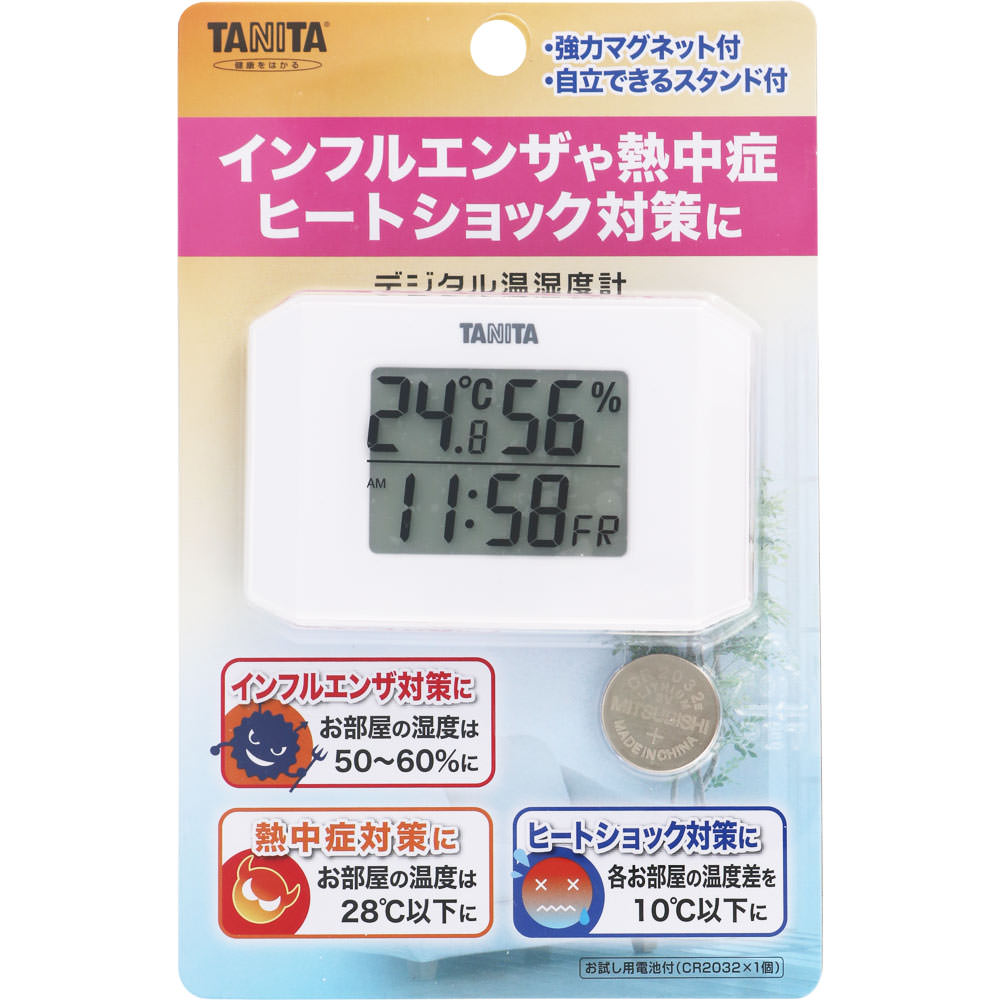 TANITA
健康をはかる
・強力マグネット付
・自立できるスタンド付
インフルエンザや熱中症
ヒートショック対策に
デジタル温湿度計
TANITA
24.8℃ 56%
AM 11:58 FR
インフルエンザ対策に
お部屋の湿度は
50〜60%に
CR2032
MITSUBISHI
+
MADE IN CHINA
熱中症対策に
お部屋の温度は
28℃以下に
ヒートショック対策に
各お部屋の温度差を
10℃以下に
お試し用電池付(CR2032×1個)